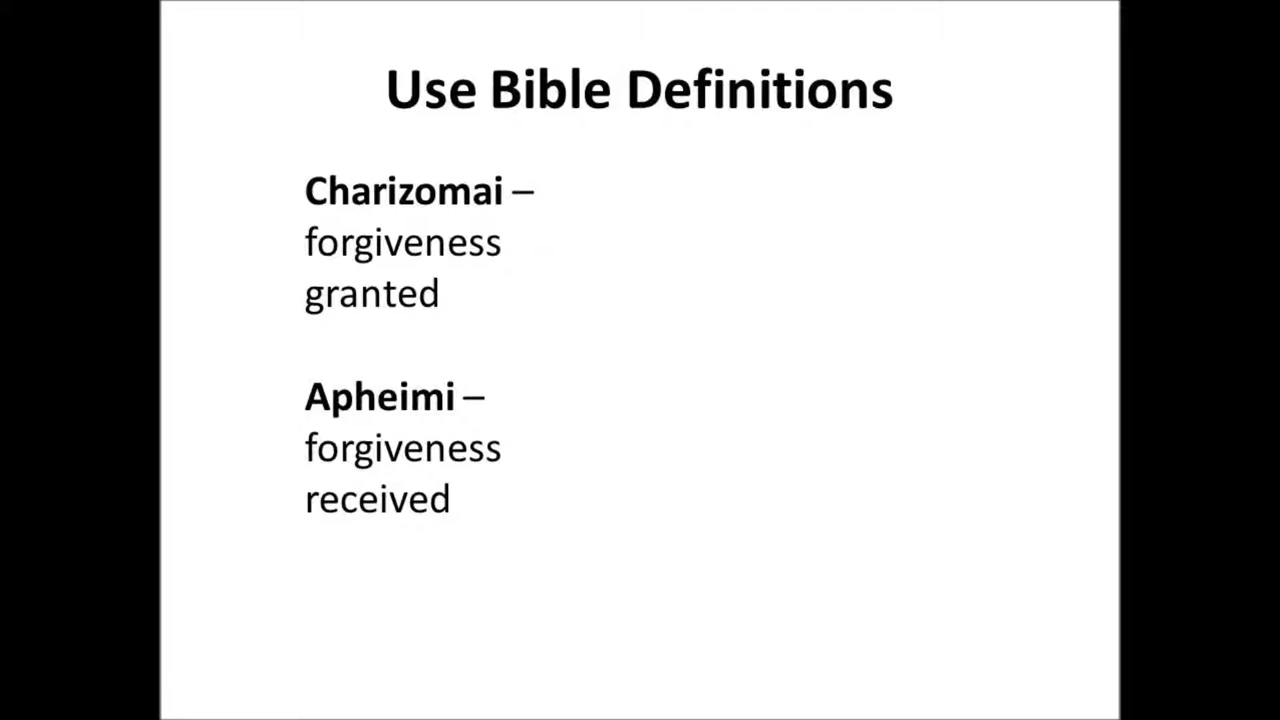 Use Bible Definitions
Charizomai –
forgiveness
granted
Apheimi –
forgiveness
received